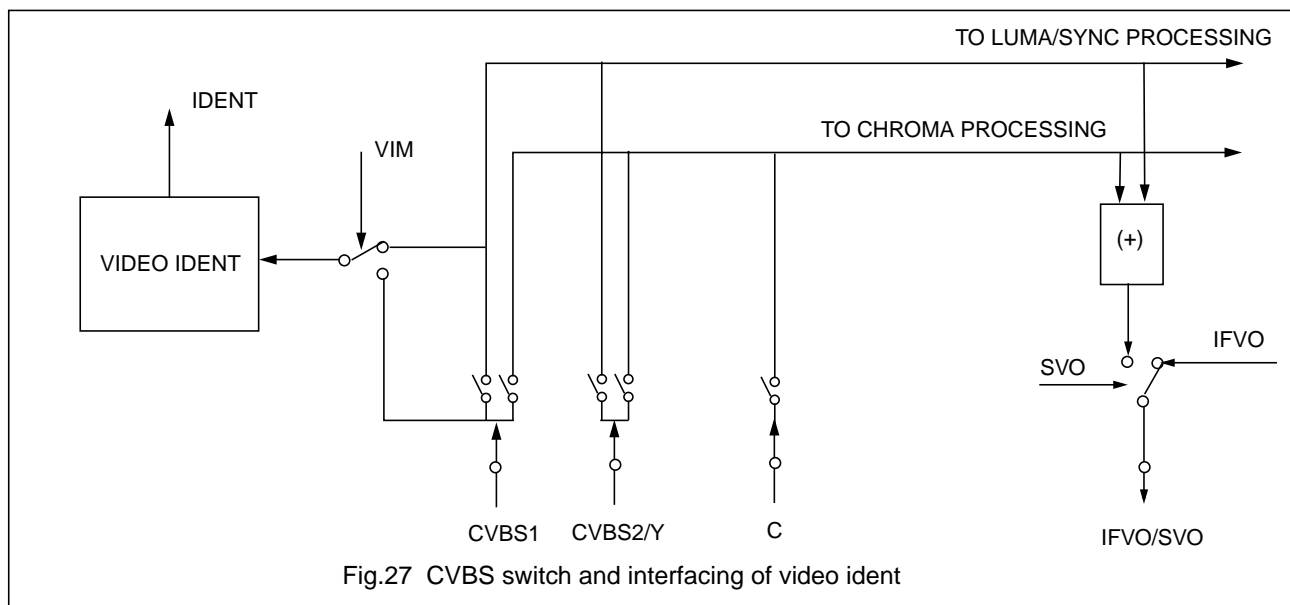 TO LUMA/SYNC PROCESSING
IDENT
TO CHROMA PROCESSING
VIM
VIDEO IDENT
(+)
IFVO
SVO
CVBS1
CVBS2/Y
C
IFVO/SVO
Fig.27 CVBS switch and interfacing of video ident